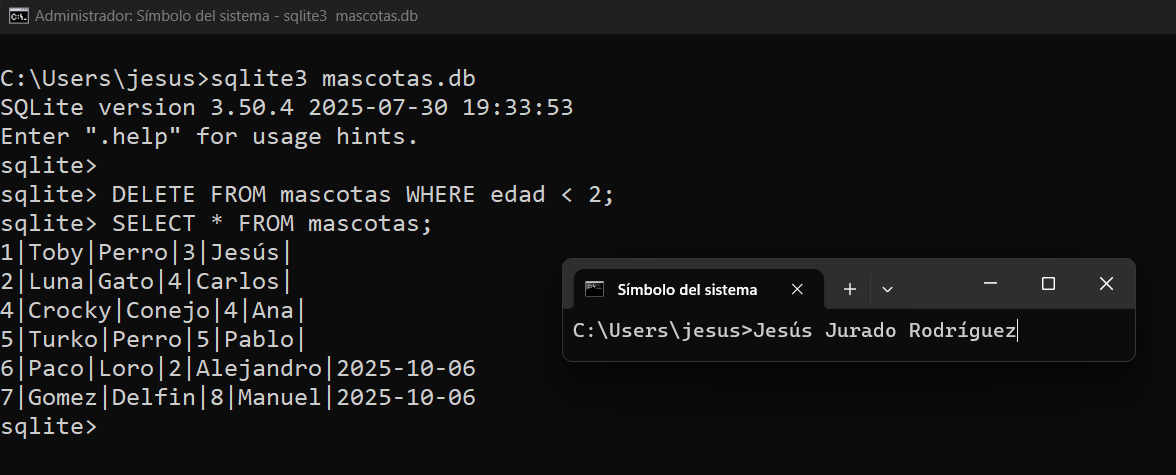 Administrador: Símbolo del sistema - sqlite3 mascotas.db
C:\Users\jesus>sqlite3 mascotas.db
SQLite version 3.50.4 2025-07-30 19:33:53
Enter ".help" for usage hints.
sqlite>
sqlite> DELETE FROM mascotas WHERE edad < 2;
sqlite> SELECT * FROM mascotas;
1|Toby|Perro|3|Jesús|
2|Luna|Gato|4|Carlos|
4|Crocky|Conejo|4|Ana|
5|Turko|Perro|5|Pablo|
6|Paco|Loro|2|Alejandro|2025-10-06
7|Gomez|Delfin|8|Manuel|2025-10-06
sqlite>
Símbolo del sistema
C:\Users\jesus>Jesús Jurado Rodríguez